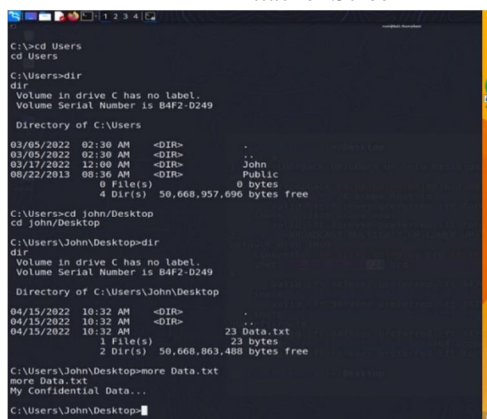 1 2 3 4
C:\>cd Users
cd Users
C:\Users>dir
dir
Volume in drive C has no label.
Volume Serial Number is B4F2-D249
Directory of C:\Users
03/05/2022 02:30 AM <DIR> .
03/05/2022 02:30 AM <DIR> ..
03/17/2022 12:00 AM <DIR> John
08/22/2013 08:36 AM <DIR> Public
0 File(s) 0 bytes
4 Dir(s) 50,668,957,696 bytes free
C:\Users>cd john/Desktop
cd john/Desktop
C:\Users\John\Desktop>dir
dir
Volume in drive C has no label.
Volume Serial Number is B4F2-D249
Directory of C:\Users\John\Desktop
04/15/2022 10:32 AM <DIR> .
04/15/2022 10:32 AM <DIR> ..
04/15/2022 10:32 AM 23 Data.txt
1 File(s) 23 bytes
2 Dir(s) 50,668,863,488 bytes free
C:\Users\John\Desktop>more Data.txt
more Data.txt
My Confidential Data...
C:\Users\John\Desktop>